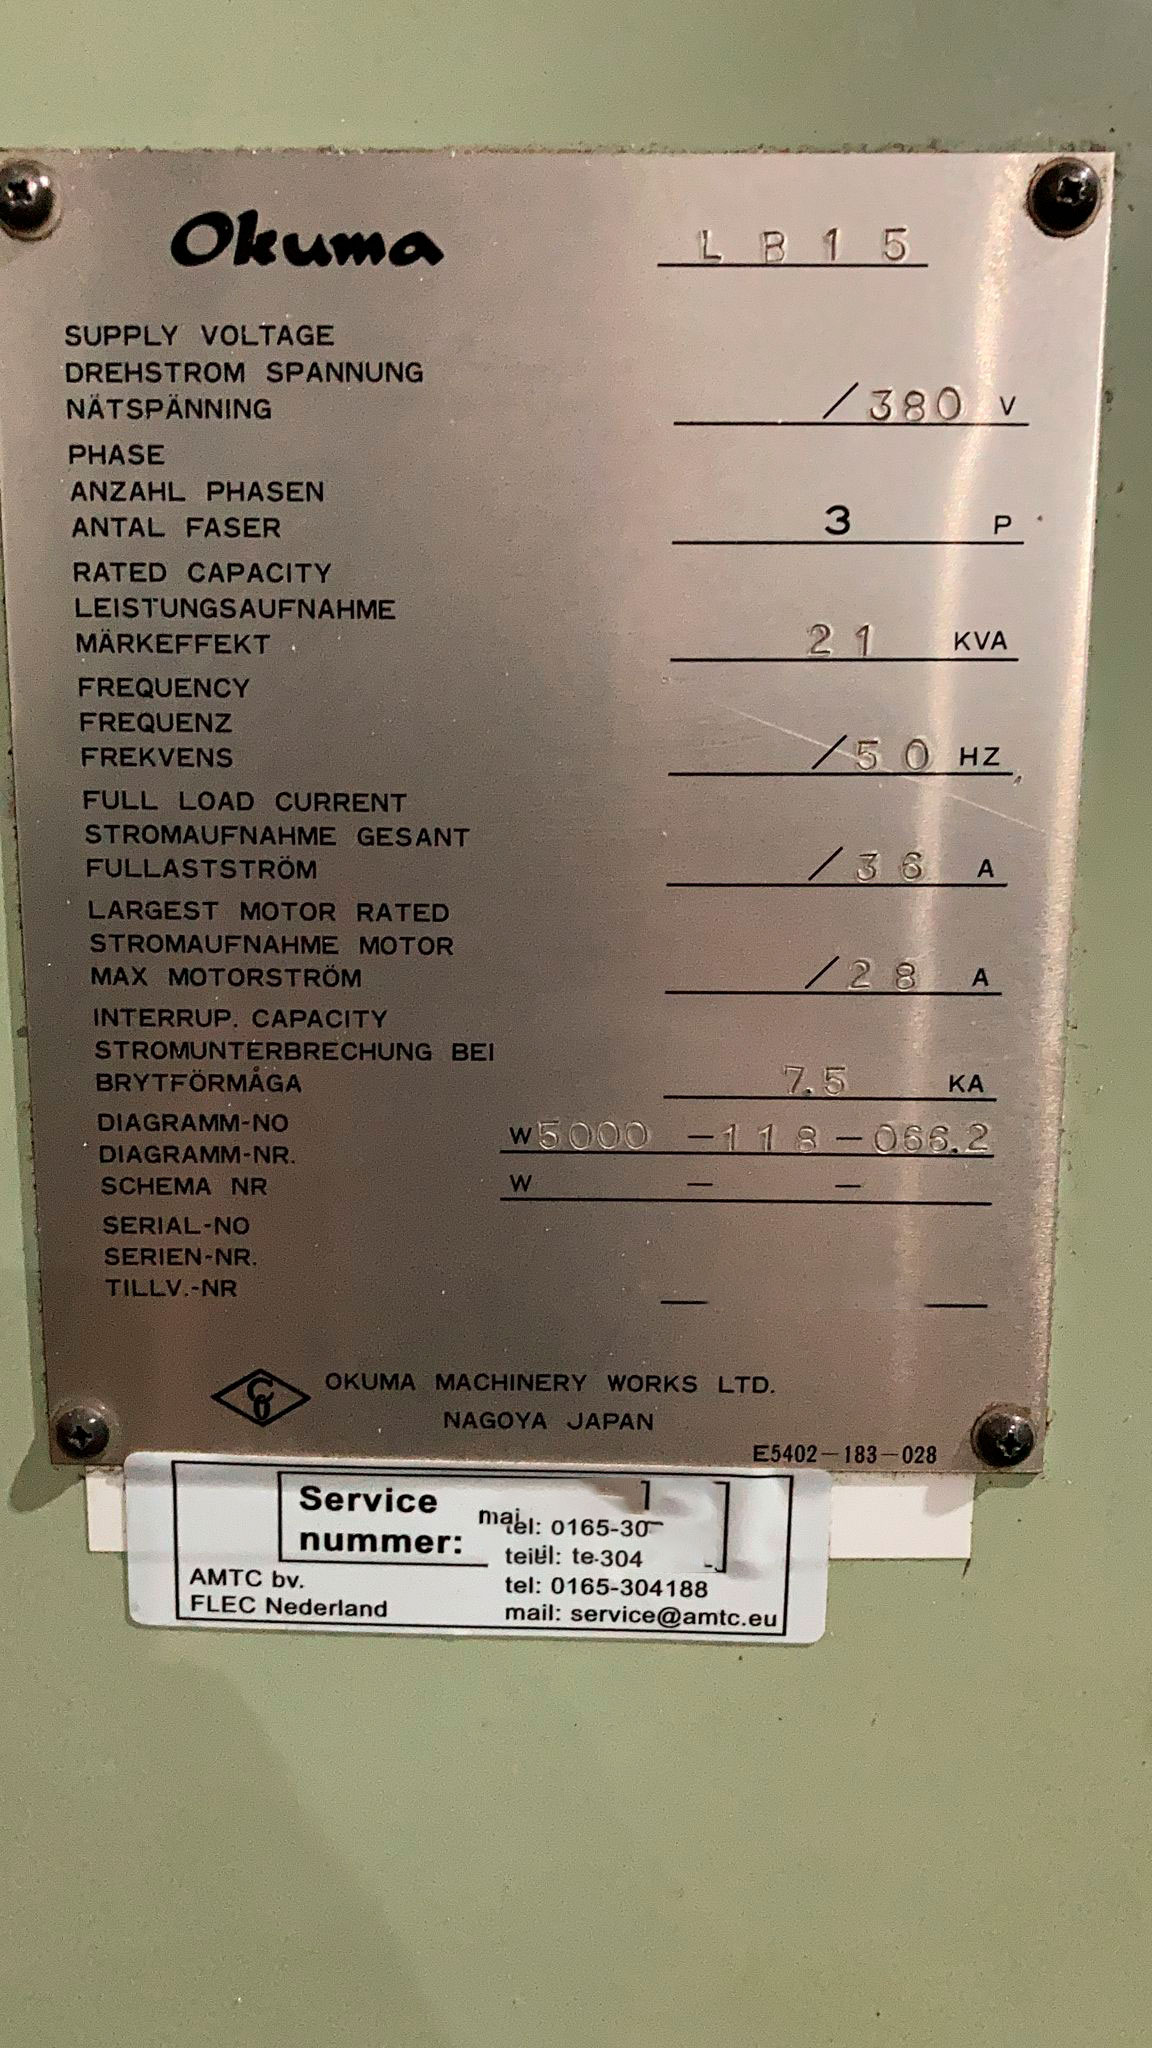 Okuma LB15
SUPPLY VOLTAGE
DREHSTROM SPANNUNG
NÄTSPÄNNING /380 V
PHASE
ANZAHL PHASEN
ANTAL FASER 3 P
RATED CAPACITY
LEISTUNGSAUFNAHME
MÄRKEFFEKT 21 KVA
FREQUENCY
FREQUENZ
FREKVENS /50 HZ
FULL LOAD CURRENT
STROMAUFNAHME GESANT
FULLASTSTRÖM /36 A
LARGEST MOTOR RATED
STROMAUFNAHME MOTOR
MAX MOTORSTRÖM /28 A
INTERRUP. CAPACITY
STROMUNTERBRECHUNG BEI
BRYTFÖRMÅGA 7.5 KA
DIAGRAMM-NO W5000-118-066.2
DIAGRAMM-NR.
SCHEMA NR W - -
SERIAL-NO
SERIEN-NR.
TILLV.-NR — —
OKUMA MACHINERY WORKS LTD.
NAGOYA JAPAN
E5402-183-028
Service
nummer:
tel: 0165-30
AMTC bv.
FLEC Nederland
tel: 0165-304188
mail: service@amtc.eu